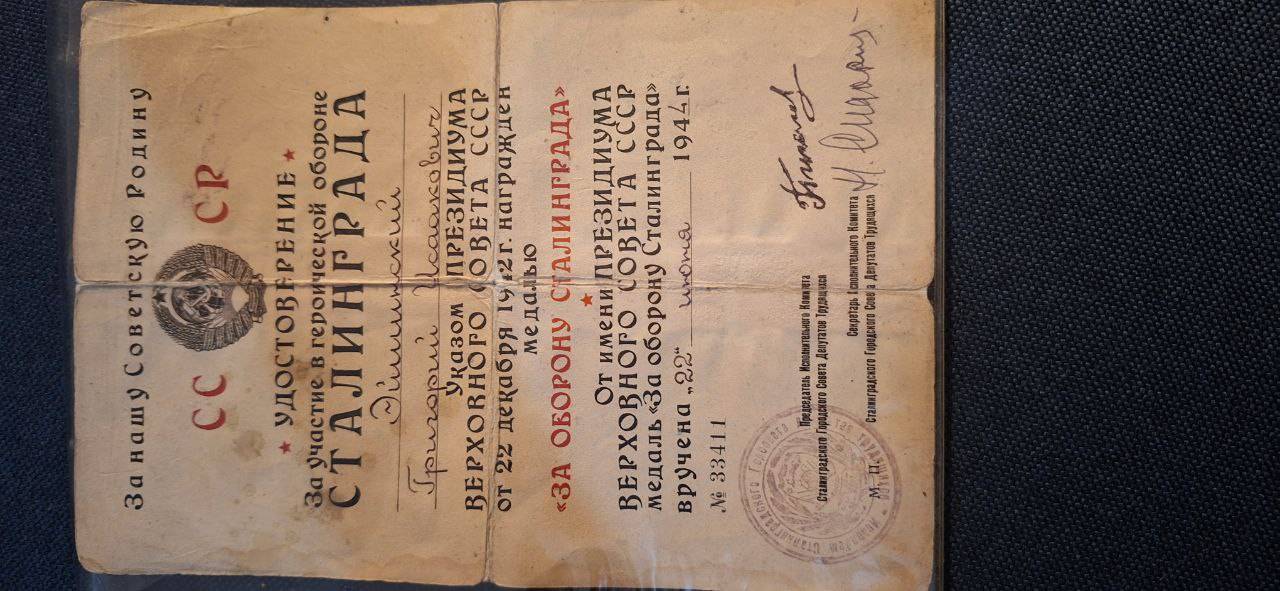 За нашу Советскую Родину
СС СР
★ УДОСТОВЕРЕНИЕ ★
За участие в героической обороне
СТАЛИНГРАДА
Григорий Исаакович
Указом ПРЕЗИДИУМА
ВЕРХОВНОГО СОВЕТА СССР
от 22 декабря 1942 г. награжден
медалью
«ЗА ОБОРОНУ СТАЛИНГРАДА»
★
От имени ПРЕЗИДИУМА
ВЕРХОВНОГО СОВЕТА СССР
медаль «За оборону Сталинграда»
вручена „22“ июня 1944 г.
№ 33411
Председатель Исполнительного Комитета
Сталинградского Городского Совета Депутатов Трудящихся
Секретарь Исполнительного Комитета
Сталинградского Городского Совета Депутатов Трудящихся
М. П.